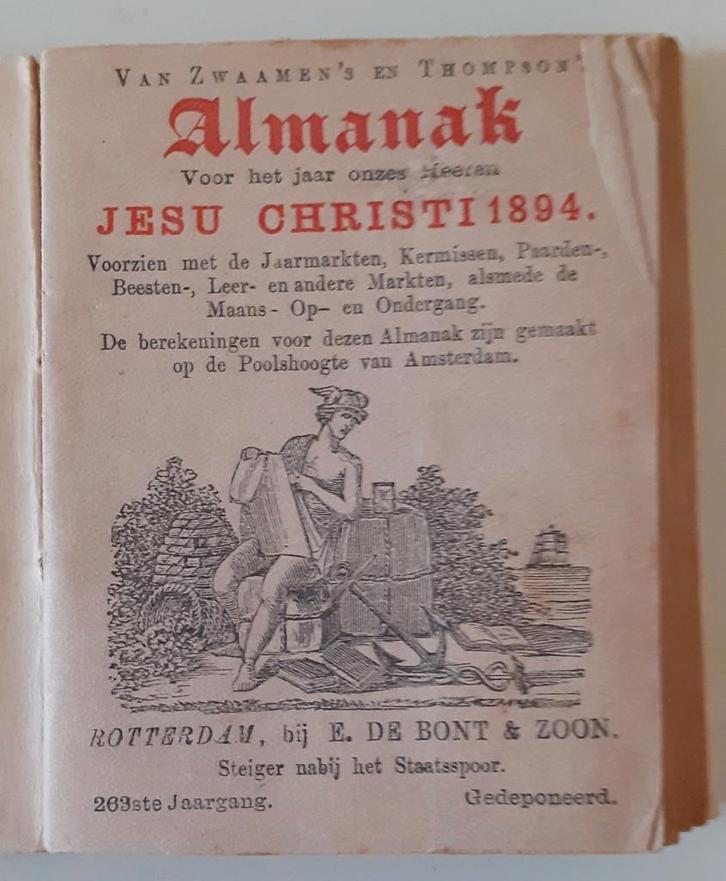 VAN ZWAAMEN'S EN THOMPSON'
Almanak
Voor het jaar onzes Heeren
JESU CHRISTI 1894.
Voorzien met de Jaarmarkten, Kermissen, Paarden-,
Beesten-, Leer- en andere Markten, alsmede de
Maans- Op- en Ondergang.
De berekeningen voor dezen Almanak zijn gemaakt
op de Poolshoogte van Amsterdam.
ROTTERDAM, bij E. DE BONT & ZOON.
Steiger nabij het Staatsspoor.
263ste Jaargang.
Gedeponeerd.